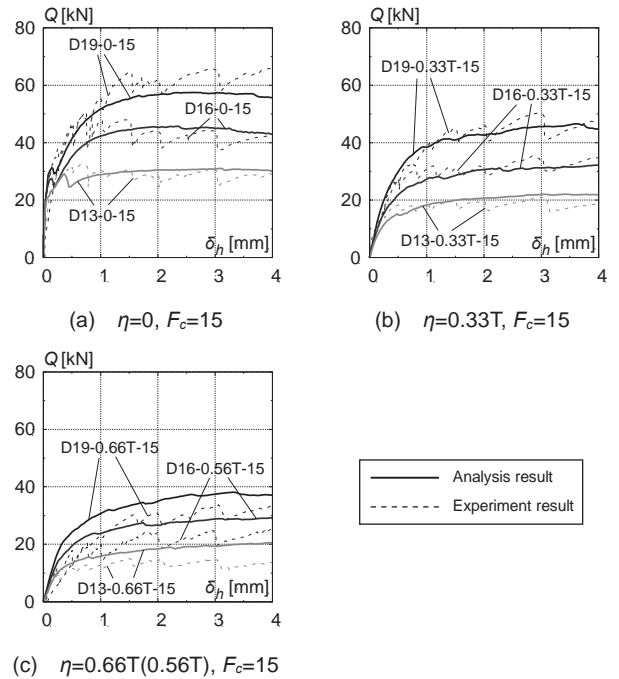 Q [kN]
80
60
40
20
0
D19-0-15
D16-0-15
D13-0-15
δh [mm]
0 1 2 3 4
(a) η=0, Fc=15
Q [kN]
80
60
40
20
0
D19-0.33T-15
D16-0.33T-15
D13-0.33T-15
δh [mm]
0 1 2 3 4
(b) η=0.33T, Fc=15
Q [kN]
80
60
40
20
0
D19-0.66T-15
D16-0.56T-15
D13-0.66T-15
δh [mm]
0 1 2 3 4
(c) η=0.66T(0.56T), Fc=15
Analysis result
Experiment result